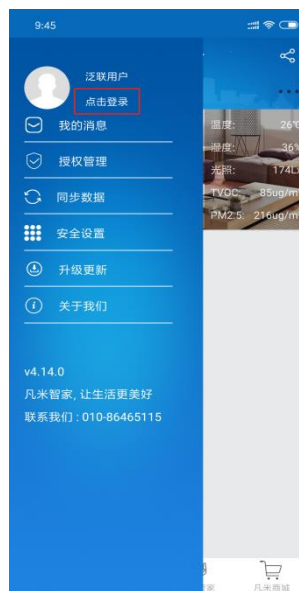 9:45
泛联用户
点击登录
我的消息
授权管理
同步数据
安全设置
升级更新
关于我们
v4.14.0
凡米智家, 让生活更美好
联系我们 : 010-86465115
温度: 26℃
湿度: 36%
光照: 174L
TVOC: 85ug/m
PM2.5: 216ug/m
家
凡米商城